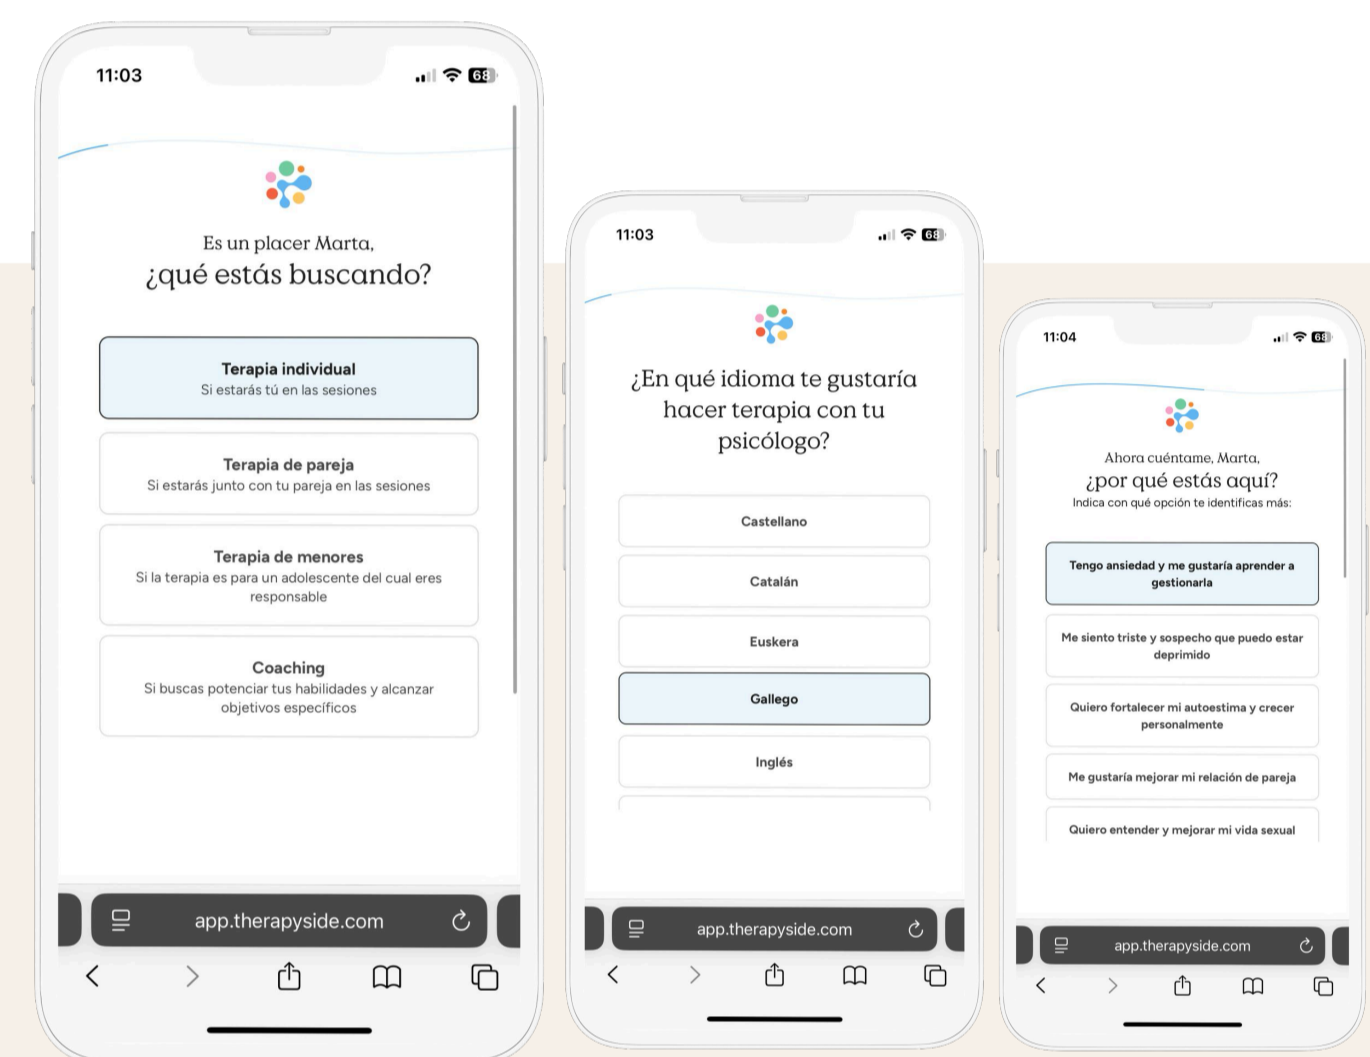 11:03
68
Es un placer Marta,
¿qué estás buscando?
Terapia individual
Si estarás tú en las sesiones
Terapia de pareja
Si estarás junto con tu pareja en las sesiones
Terapia de menores
Si la terapia es para un adolescente del cual eres
responsable
Coaching
Si buscas potenciar tus habilidades y alcanzar
objetivos específicos
app.therapyside.com
11:03
68
¿En qué idioma te gustaría
hacer terapia con tu
psicólogo?
Castellano
Catalán
Euskera
Gallego
Inglés
app.therapyside.com
11:04
68
Ahora cuéntame, Marta,
¿por qué estás aquí?
Indica con qué opción te identificas más:
Tengo ansiedad y me gustaría aprender a
gestionarla
Me siento triste y sospecho que puedo estar
deprimido
Quiero fortalecer mi autoestima y crecer
personalmente
Me gustaría mejorar mi relación de pareja
Quiero entender y mejorar mi vida sexual
app.therapyside.com